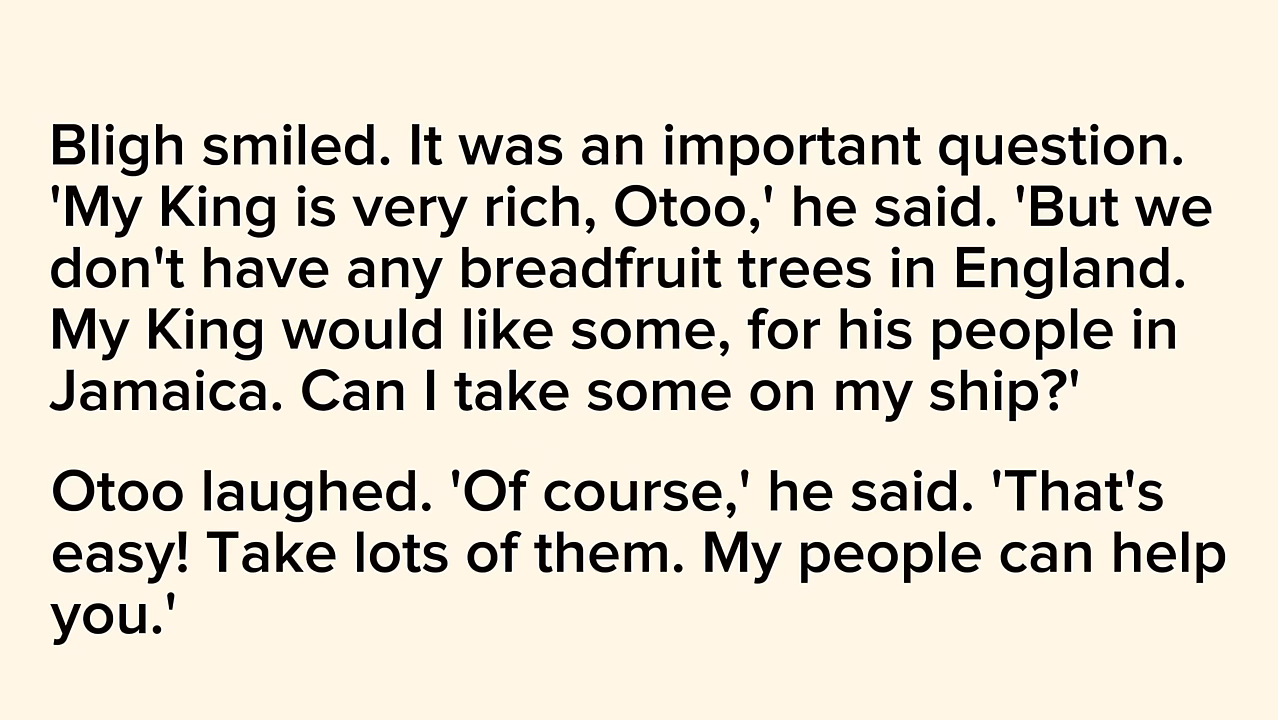 Bligh smiled. It was an important question.
'My King is very rich, Otoo,' he said. 'But we
don't have any breadfruit trees in England.
My King would like some, for his people in
Jamaica. Can I take some on my ship?'
Otoo laughed. 'Of course,' he said. 'That's
easy! Take lots of them. My people can help
you.'